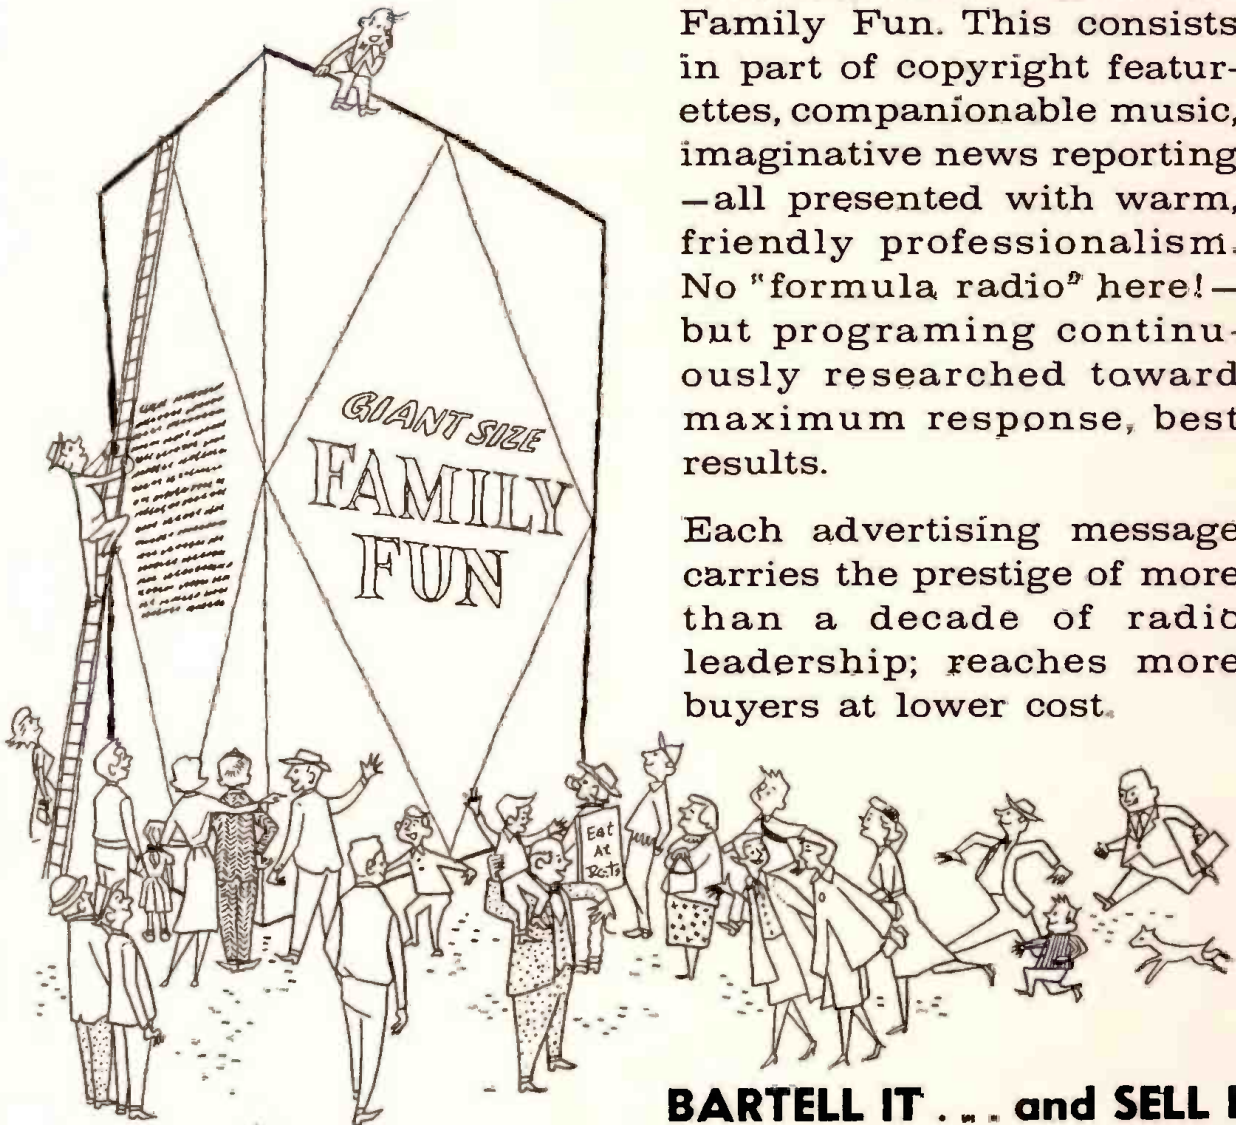 Family Fun. This consists
in part of copyright featur-
ettes, companionable music,
imaginative news reporting
—all presented with warm,
friendly professionalism.
No "formula radio" here!—
but programing continu-
ously researched toward
maximum response, best
results.
Each advertising message
carries the prestige of more
than a decade of radio
leadership; reaches more
buyers at lower cost.
GIANT SIZE
FAMILY
FUN
Eat
At
BARTELL IT ... and SELL